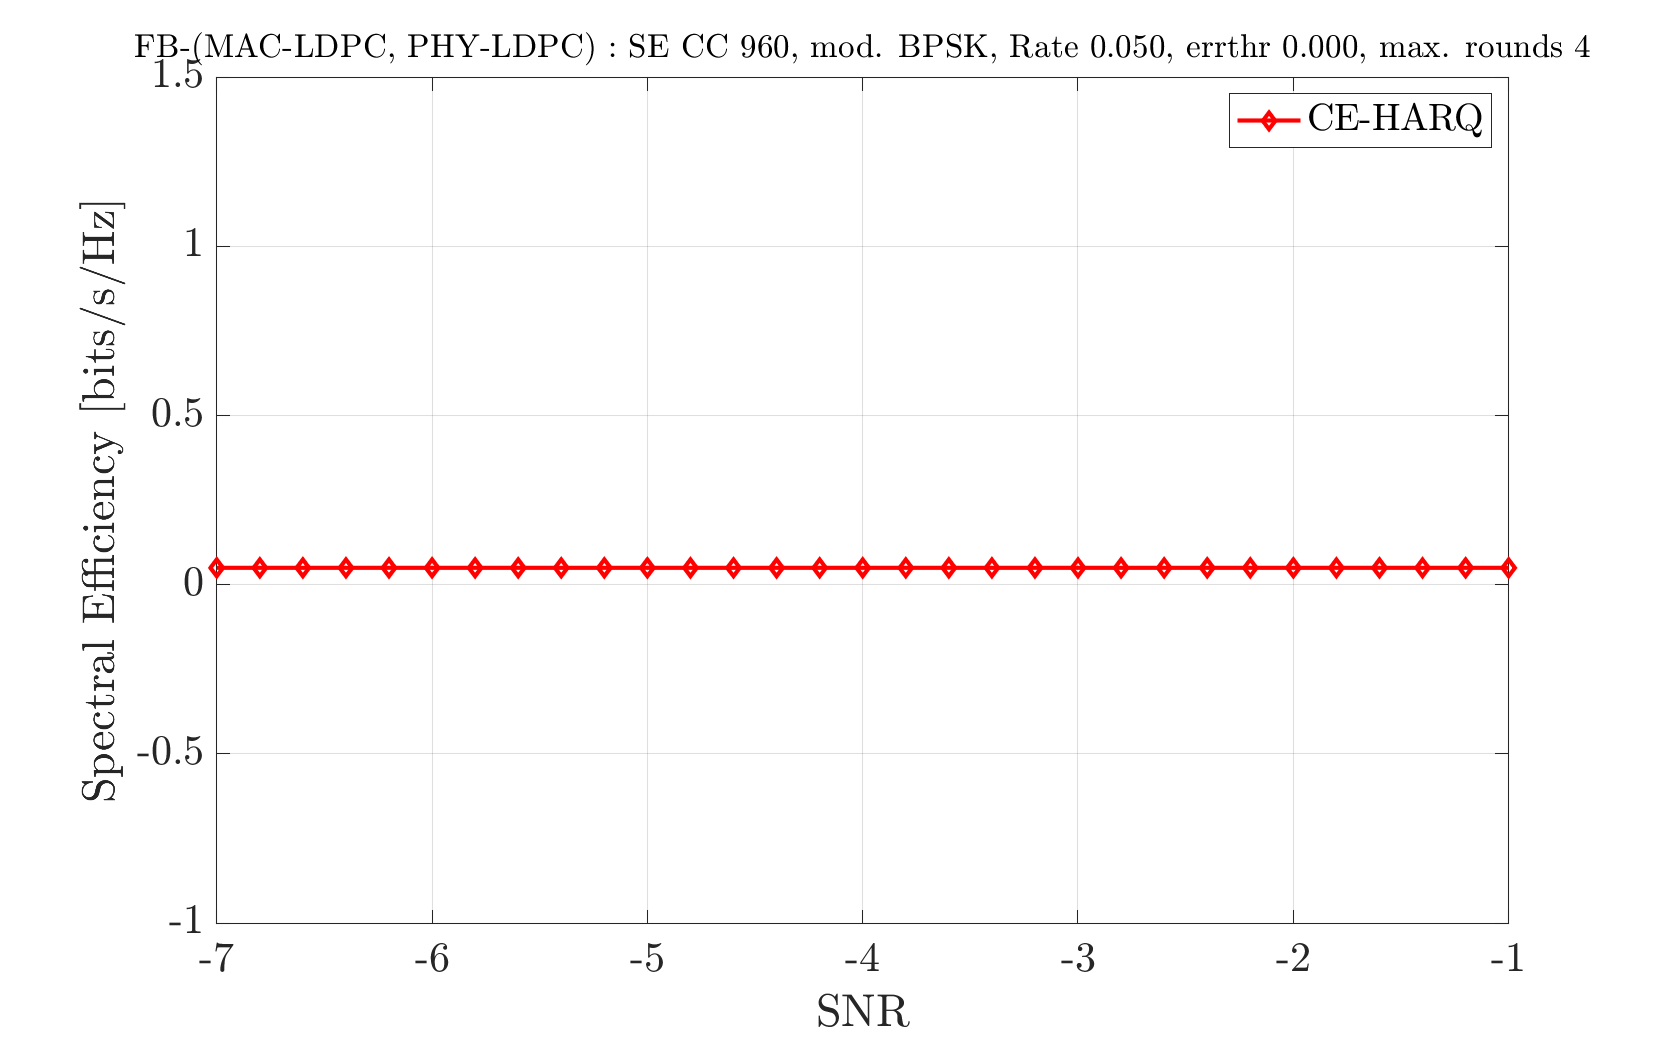 FB-(MAC-LDPC, PHY-LDPC) : SE CC 960, mod. BPSK, Rate 0.050, errthr 0.000, max. rounds 4
CE-HARQ
Spectral Efficiency [bits/s/Hz]
1.5
1
0.5
0
-0.5
-1
-7 -6 -5 -4 -3 -2 -1
SNR